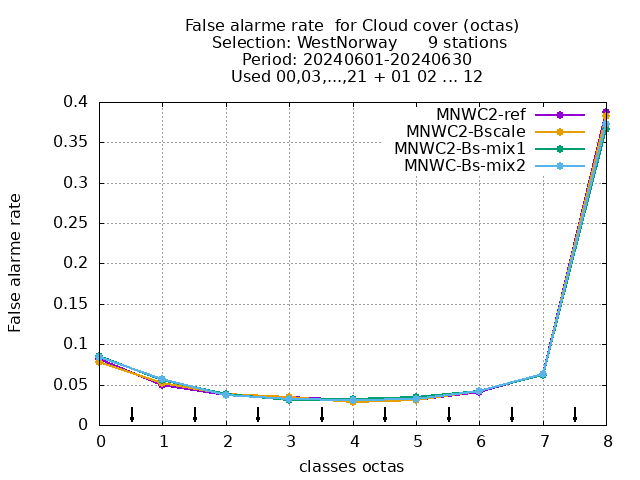 False alarme rate  for Cloud cover (octas)
Selection: WestNorway      9 stations
Period: 20240601-20240630
Used 00,03,...,21 + 01 02 ... 12
MNWC2-ref
MNWC2-Bscale
MNWC2-Bs-mix1
MNWC-Bs-mix2
False alarme rate
0.4
0.35
0.3
0.25
0.2
0.15
0.1
0.05
0
0 1 2 3 4 5 6 7 8
classes octas